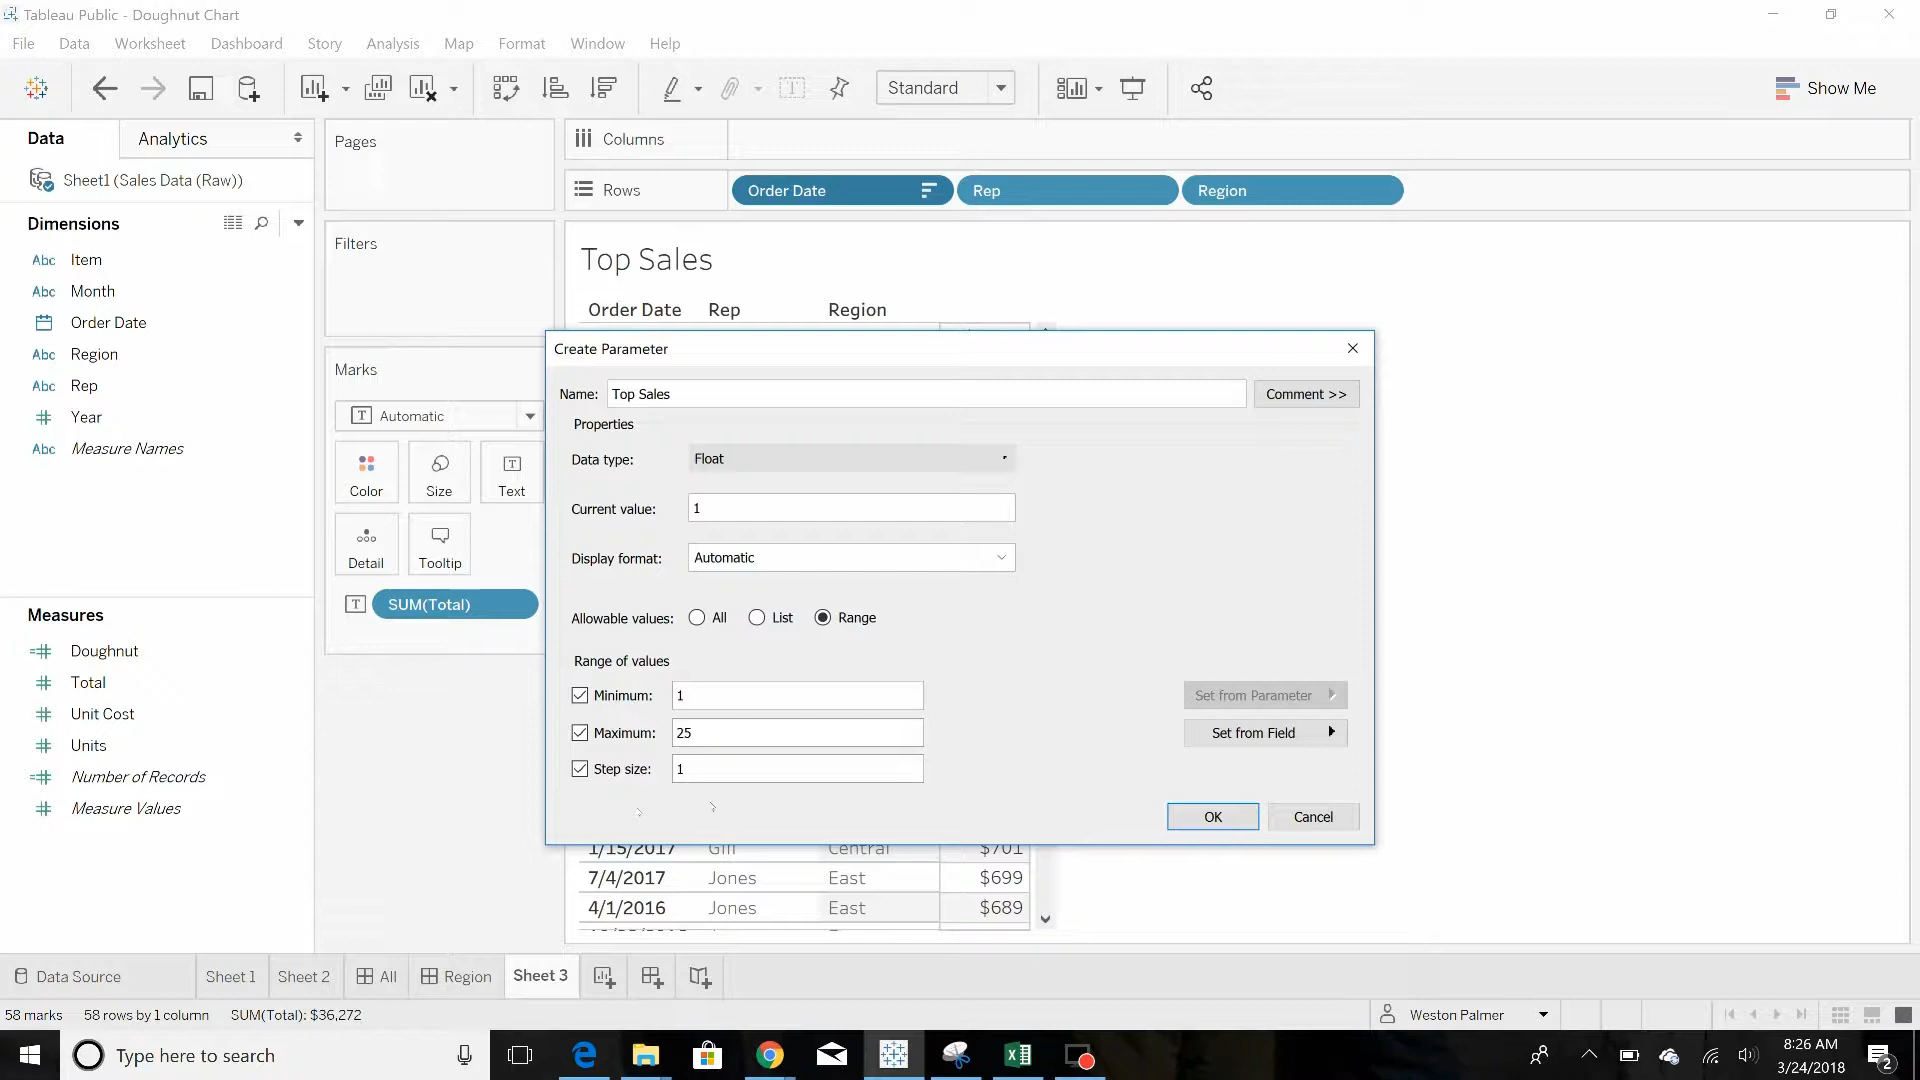 Tableau Public - Doughnut Chart
File Data Worksheet Dashboard Story Analysis Map Format Window Help
Standard
Show Me
Data
Analytics
Sheet1 (Sales Data (Raw))
Dimensions
Abc Item
Abc Month
Order Date
Abc Region
Abc Rep
Year
Abc Measure Names
Measures
Doughnut
Total
Unit Cost
Units
Number of Records
Measure Values
Pages
Filters
Marks
Automatic
Color
Size
Text
Detail
Tooltip
SUM(Total)
Columns
Rows
Order Date
Rep
Region
Top Sales
Order Date Rep Region
Create Parameter
Name: Top Sales
Comment >>
Properties
Data type: Float
Current value: 1
Display format: Automatic
Allowable values: All List Range
Range of values
Minimum: 1
Set from Parameter
Maximum: 25
Set from Field
Step size: 1
OK
Cancel
1/15/2017 Gill Central $701
7/4/2017 Jones East $699
4/1/2016 Jones East $689
Data Source
Sheet 1
Sheet 2
All
Region
Sheet 3
58 marks
58 rows by 1 column
SUM(Total): $36,272
Weston Palmer
Type here to search
8:26 AM
3/24/2018
2